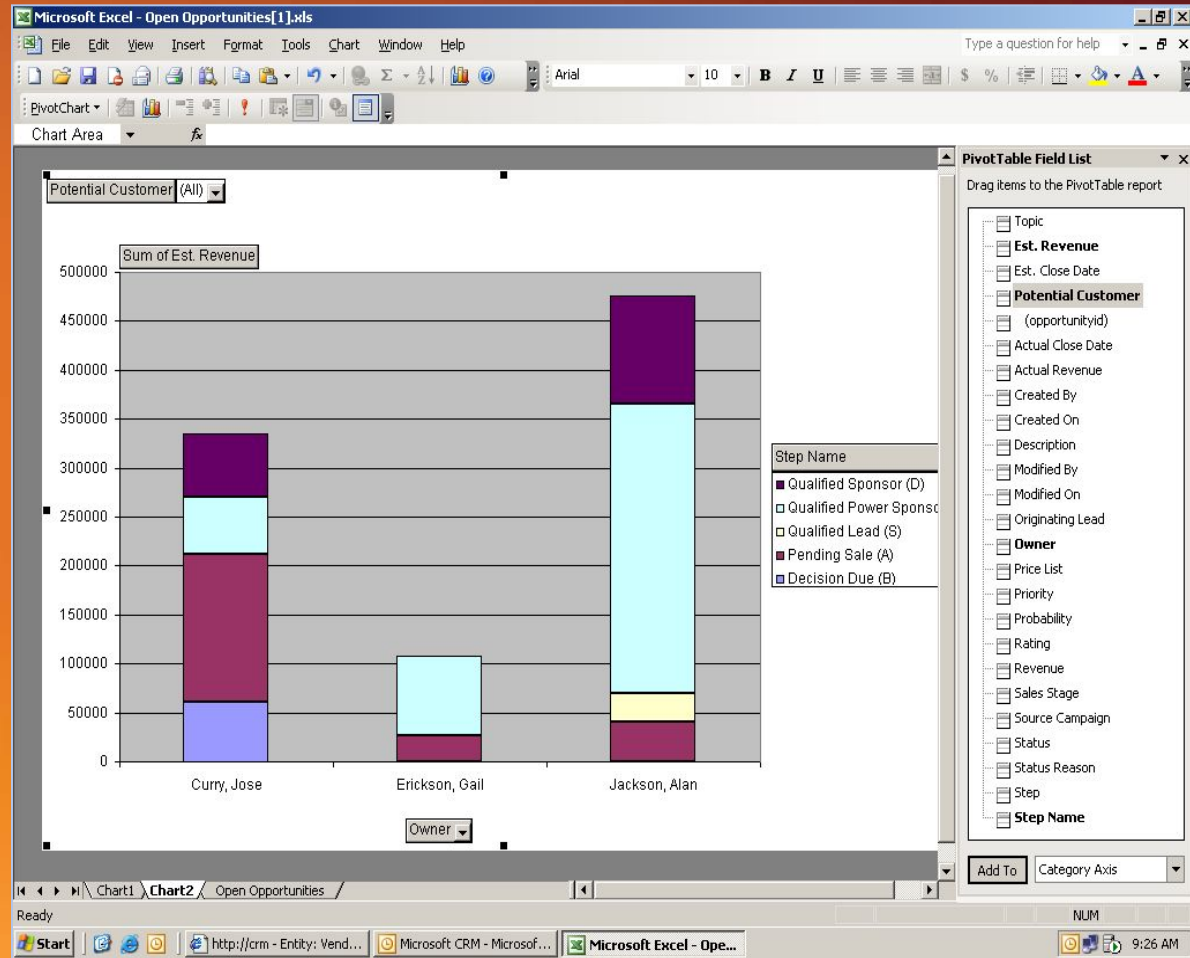 Microsoft Excel - Open Opportunities[1].xls
File Edit View Insert Format Tools Chart Window Help
Type a question for help
Arial 10 B I U $ %
PivotChart
Chart Area fx
Potential Customer (All)
Sum of Est. Revenue
500000
450000
400000
350000
300000
250000
200000
150000
100000
50000
0
Curry, Jose Erickson, Gail Jackson, Alan
Owner
Step Name
Qualified Sponsor (D)
Qualified Power Sponso
Qualified Lead (S)
Pending Sale (A)
Decision Due (B)
PivotTable Field List
Drag items to the PivotTable report
Topic
Est. Revenue
Est. Close Date
Potential Customer
(opportunityid)
Actual Close Date
Actual Revenue
Created By
Created On
Description
Modified By
Modified On
Originating Lead
Owner
Price List
Priority
Probability
Rating
Revenue
Sales Stage
Source Campaign
Status
Status Reason
Step
Step Name
Add To Category Axis
Chart1 Chart2 Open Opportunities
Ready NUM
Start http://crm - Entity: Vend... Microsoft CRM - Microsof... Microsoft Excel - Ope... 9:26 AM